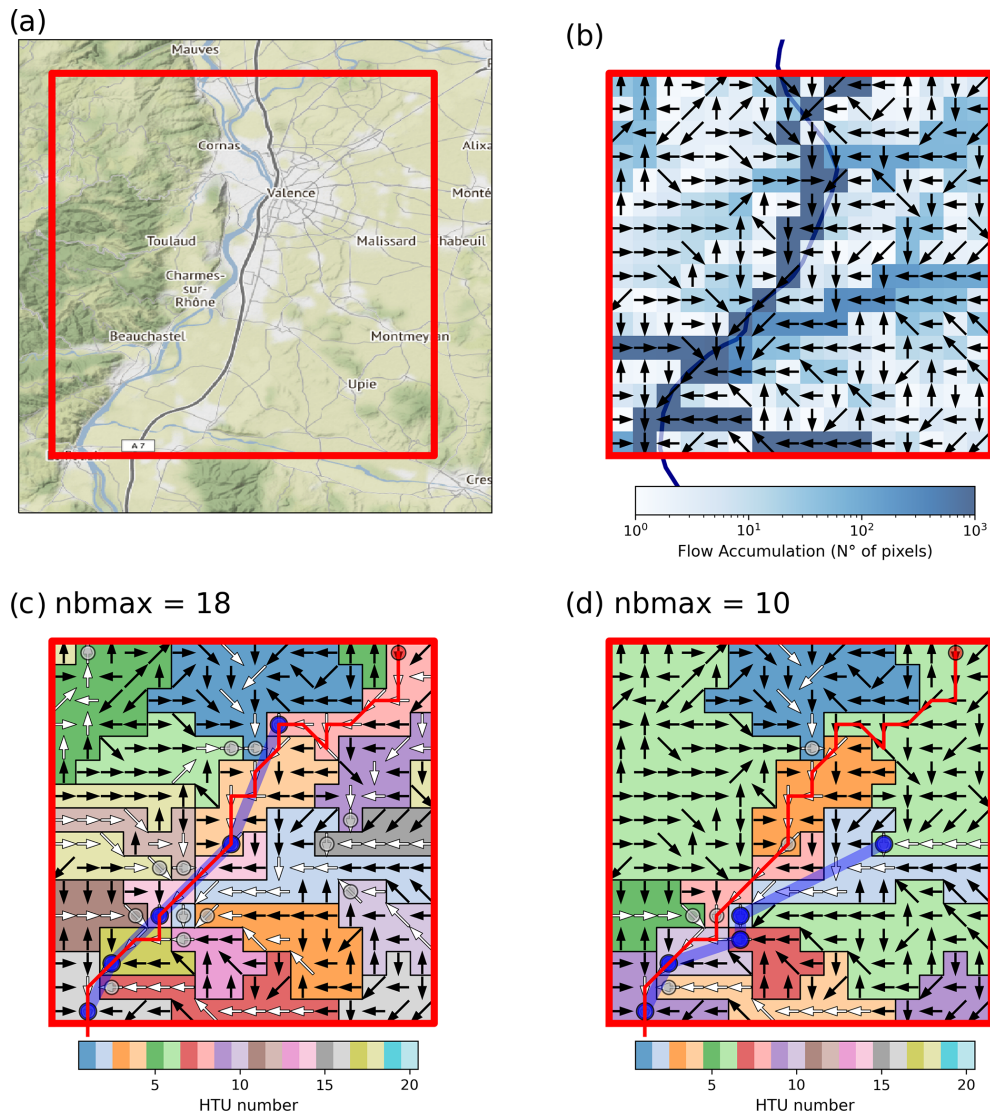 (a)
Mauves
Cornas
Alixa
Valence
Monté
Toulaud
Malissard
habeuil
Charmes-
sur-
Rhône
Beauchastel
Montmeyran
Upie
A 7
Cres
(b)
10⁰ 10¹ 10² 10³
Flow Accumulation (N° of pixels)
(c) nbmax = 18
5 10 15 20
HTU number
(d) nbmax = 10
5 10 15 20
HTU number